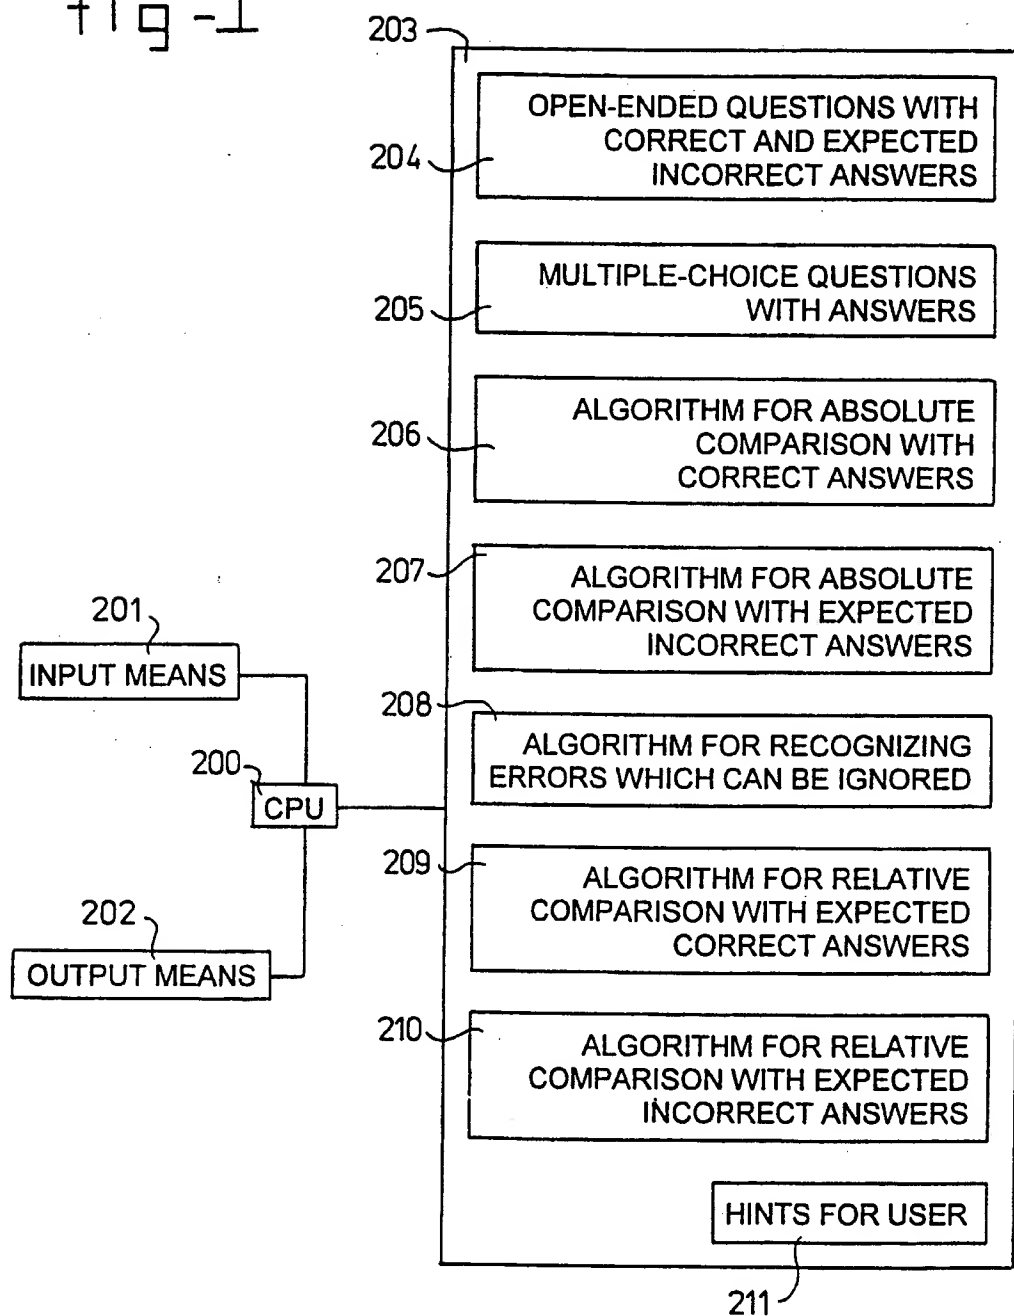 fig-1
203
OPEN-ENDED QUESTIONS WITH
CORRECT AND EXPECTED
INCORRECT ANSWERS
204
MULTIPLE-CHOICE QUESTIONS
WITH ANSWERS
205
ALGORITHM FOR ABSOLUTE
COMPARISON WITH
CORRECT ANSWERS
206
207
ALGORITHM FOR ABSOLUTE
COMPARISON WITH EXPECTED
INCORRECT ANSWERS
201
INPUT MEANS
208
ALGORITHM FOR RECOGNIZING
ERRORS WHICH CAN BE IGNORED
200
CPU
209
ALGORITHM FOR RELATIVE
COMPARISON WITH EXPECTED
CORRECT ANSWERS
202
OUTPUT MEANS
210
ALGORITHM FOR RELATIVE
COMPARISON WITH EXPECTED
INCORRECT ANSWERS
HINTS FOR USER
211